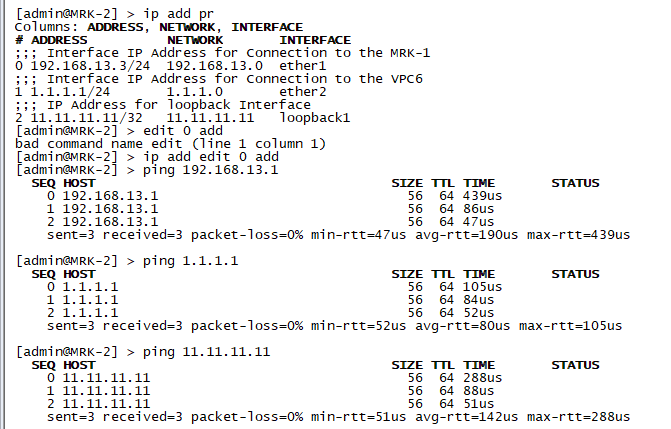 [admin@MRK-2] > ip add pr
Columns: ADDRESS, NETWORK, INTERFACE
# ADDRESS NETWORK INTERFACE
;;; Interface IP Address for Connection to the MRK-1
0 192.168.13.3/24 192.168.13.0 ether1
;;; Interface IP Address for Connection to the VPC6
1 1.1.1.1/24 1.1.1.0 ether2
;;; IP Address for loopback Interface
2 11.11.11.11/32 11.11.11.11 loopback1
[admin@MRK-2] > edit 0 add
bad command name edit (line 1 column 1)
[admin@MRK-2] > ip add edit 0 add
[admin@MRK-2] > ping 192.168.13.1
SEQ HOST SIZE TTL TIME STATUS
0 192.168.13.1 56 64 439us
1 192.168.13.1 56 64 86us
2 192.168.13.1 56 64 47us
sent=3 received=3 packet-loss=0% min-rtt=47us avg-rtt=190us max-rtt=439us
[admin@MRK-2] > ping 1.1.1.1
SEQ HOST SIZE TTL TIME STATUS
0 1.1.1.1 56 64 105us
1 1.1.1.1 56 64 84us
2 1.1.1.1 56 64 52us
sent=3 received=3 packet-loss=0% min-rtt=52us avg-rtt=80us max-rtt=105us
[admin@MRK-2] > ping 11.11.11.11
SEQ HOST SIZE TTL TIME STATUS
0 11.11.11.11 56 64 288us
1 11.11.11.11 56 64 88us
2 11.11.11.11 56 64 51us
sent=3 received=3 packet-loss=0% min-rtt=51us avg-rtt=142us max-rtt=288us